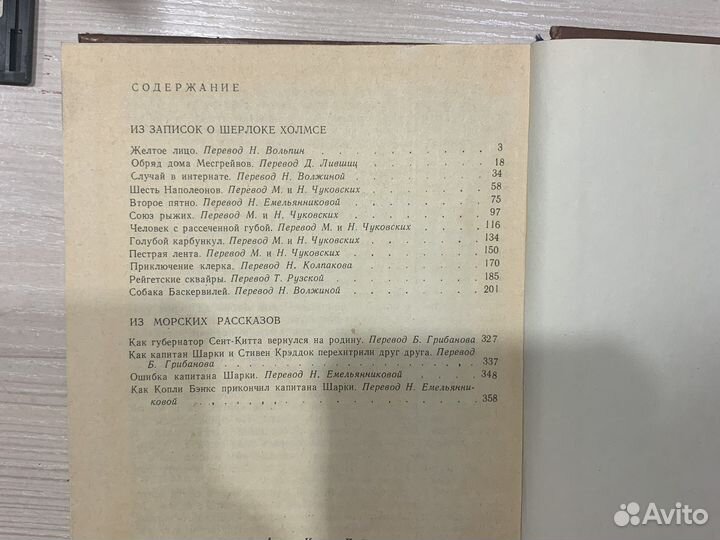 СОДЕРЖАНИЕ
ИЗ ЗАПИСОК О ШЕРЛОКЕ ХОЛМСЕ
Желтое лицо. Перевод Н. Вольпин . . . . . . . . 3
Обряд дома Месгрейвов. Перевод Д. Лившиц . . . . . 18
Случай в интернате. Перевод Н. Волжиной . . . . . . 34
Шесть Наполеонов. Перевод М. и Н. Чуковских . . . . . 58
Второе пятно. Перевод Н. Емельянниковой . . . . . . 75
Союз рыжих. Перевод М. и Н. Чуковских . . . . . . 97
Человек с рассеченной губой. Перевод М. и Н. Чуковских . . . 116
Голубой карбункул. Перевод М. и Н. Чуковских . . . . . 134
Пестрая лента. Перевод М. и Н. Чуковских . . . . . 150
Приключение клерка. Перевод Н. Колпакова . . . . . 170
Рейгетские сквайры. Перевод Т. Рузской . . . . . . 185
Собака Баскервилей. Перевод Н. Волжиной . . . . . . 201
ИЗ МОРСКИХ РАССКАЗОВ
Как губернатор Сент-Китта вернулся на родину. Перевод Б. Грибанова 327
Как капитан Шарки и Стивен Крэддок перехитрили друг друга. Перевод
Б. Грибанова . . . . . . . . . . . 337
Ошибка капитана Шарки. Перевод Н. Емельянниковой . . . . 348
Как Копли Бэнкс прикончил капитана Шарки. Перевод Н. Емельянни-
ковой . . . . . . . . . . . . 358
Avito